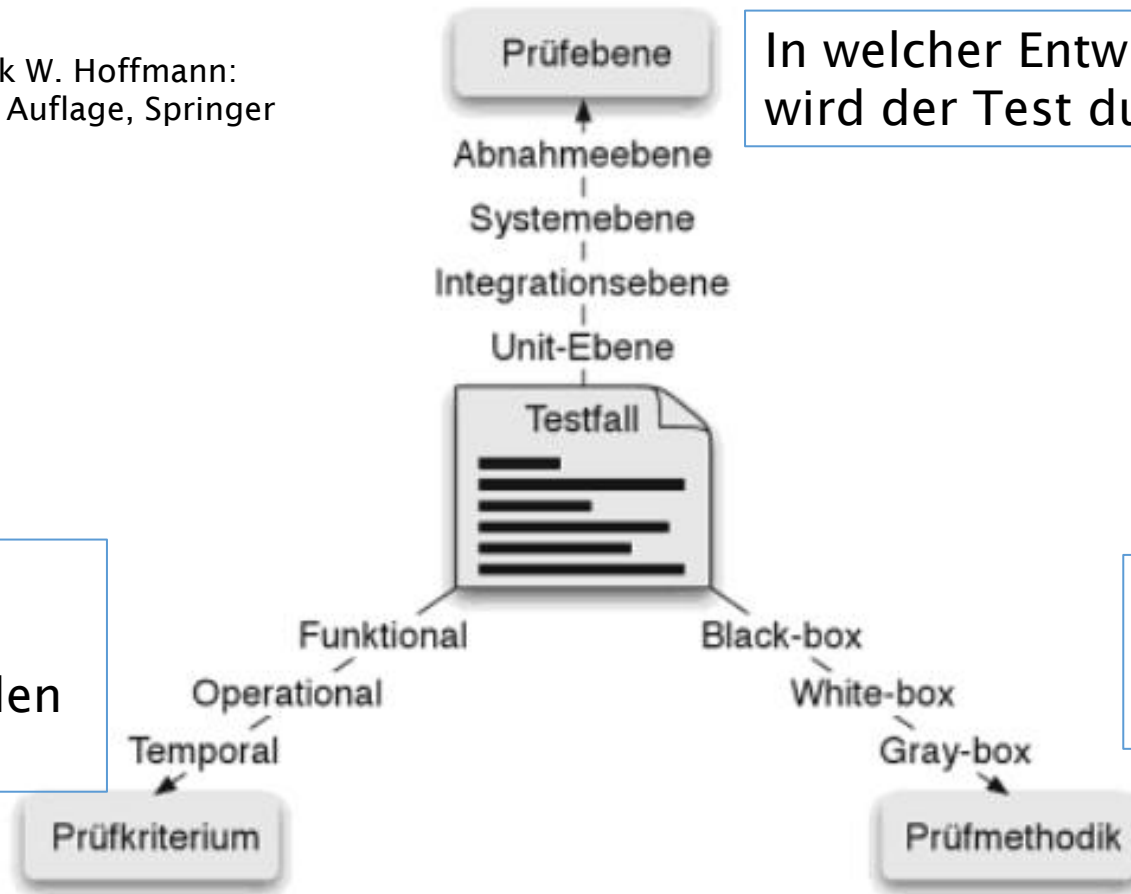 k W. Hoffmann:
Auflage, Springer
Prüfebene
In welcher Entw
wird der Test du
Abnahmeebene
Systemebene
Integrationsebene
Unit-Ebene
Testfall
Funktional
Operational
Temporal
Prüfkriterium
len
Black-box
White-box
Gray-box
Prüfmethodik